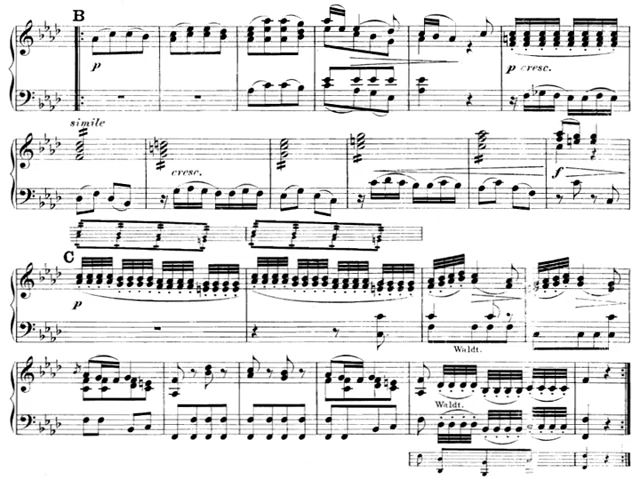 B
p
p cresc.
simile
cresc.
f
C
p
Waldt.
Waldt.